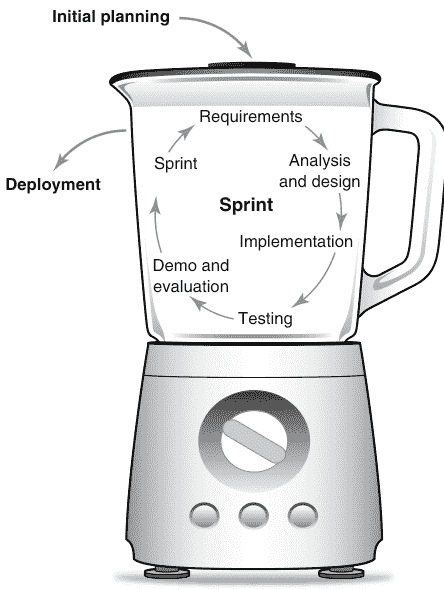 Initial planning
Requirements
Sprint
Analysis
and design
Deployment
Sprint
Implementation
Demo and
evaluation
Testing